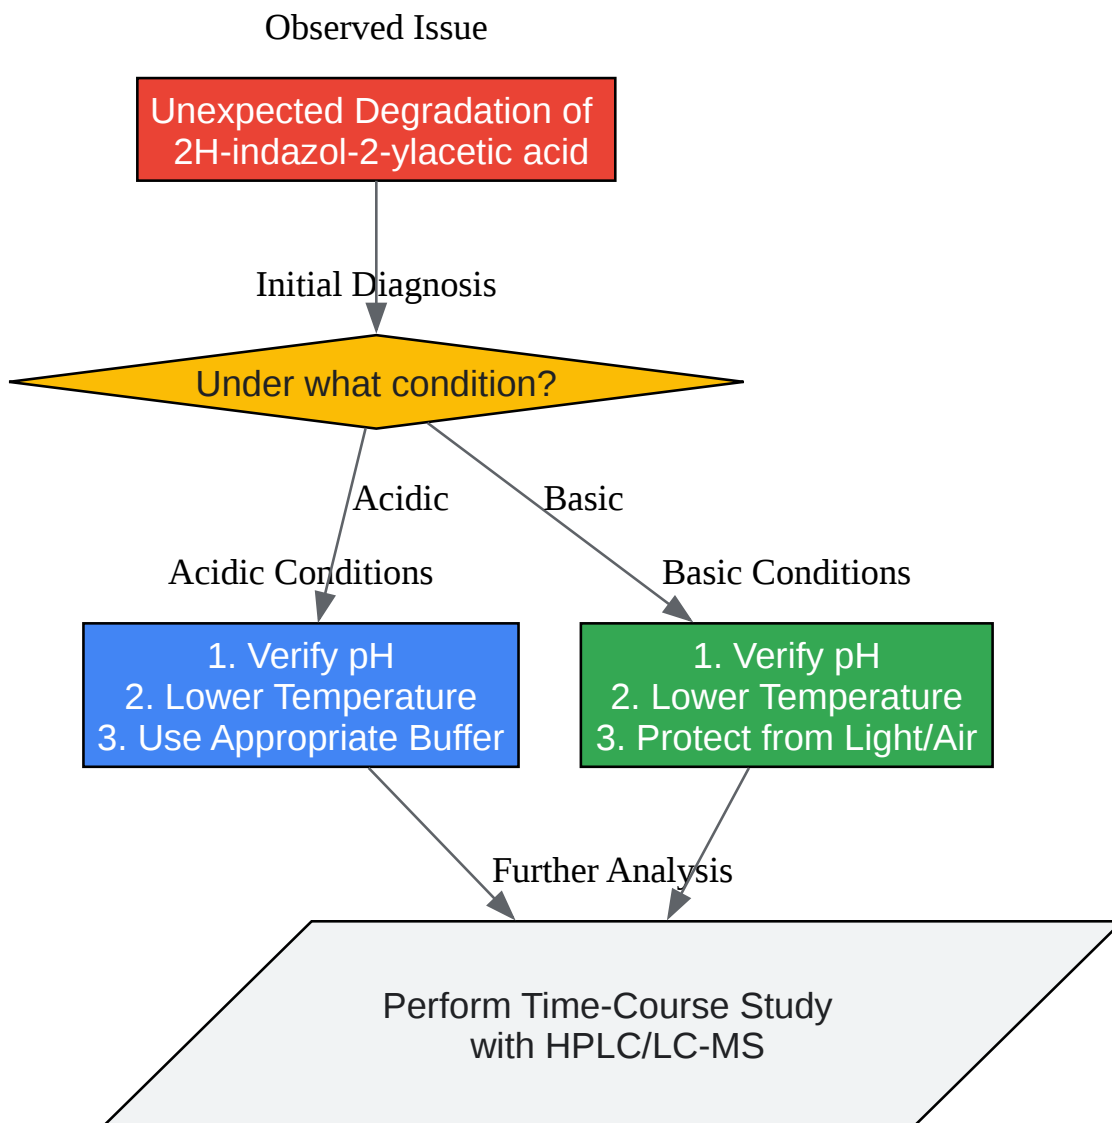 Observed Issue
Unexpected Degradation of
2H-indazol-2-ylacetic acid
Initial Diagnosis
Under what condition?
Acidic
Basic
Acidic Conditions
Basic Conditions
1. Verify pH
2. Lower Temperature
3. Use Appropriate Buffer
1. Verify pH
2. Lower Temperature
3. Protect from Light/Air
Further Analysis
Perform Time-Course Study
with HPLC/LC-MS